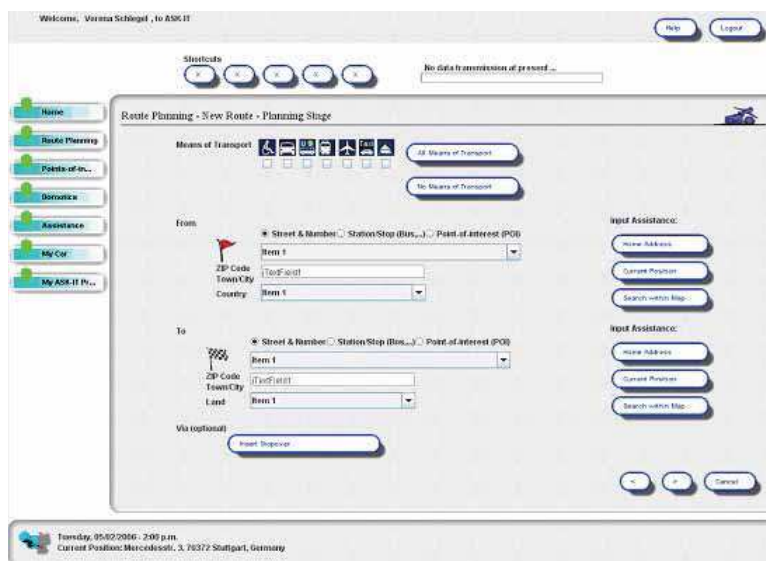 Welcome, Verena Schlegel , to ASK-IT
Help
Logout
Shortcuts
X X X X X
No data transmission at present ...
Home
Route Planning
Points-of-In...
Domotics
Assistance
My Car
My ASK-IT Pr...
Route Planning - New Route - Planning Stage
Means of Transport
Taxi
All Means of Transport
No Means of Transport
From
Street & Number Station/Stop (Bus,...) Point-of-interest (POI)
Item 1
ZIP Code
Town/City
jTextField1
Country
Item 1
Input Assistance:
Home Address
Current Position
Search within Map
To
Street & Number Station/Stop (Bus,...) Point-of-interest (POI)
Item 1
ZIP Code
Town/City
jTextField1
Land
Item 1
Input Assistance:
Home Address
Current Position
Search within Map
Via (optional)
Insert Stopover
< > Cancel
Tuesday, 05/02/2006 - 2:00 p.m.
Current Position: Mercedesstr. 3, 70372 Stuttgart, Germany